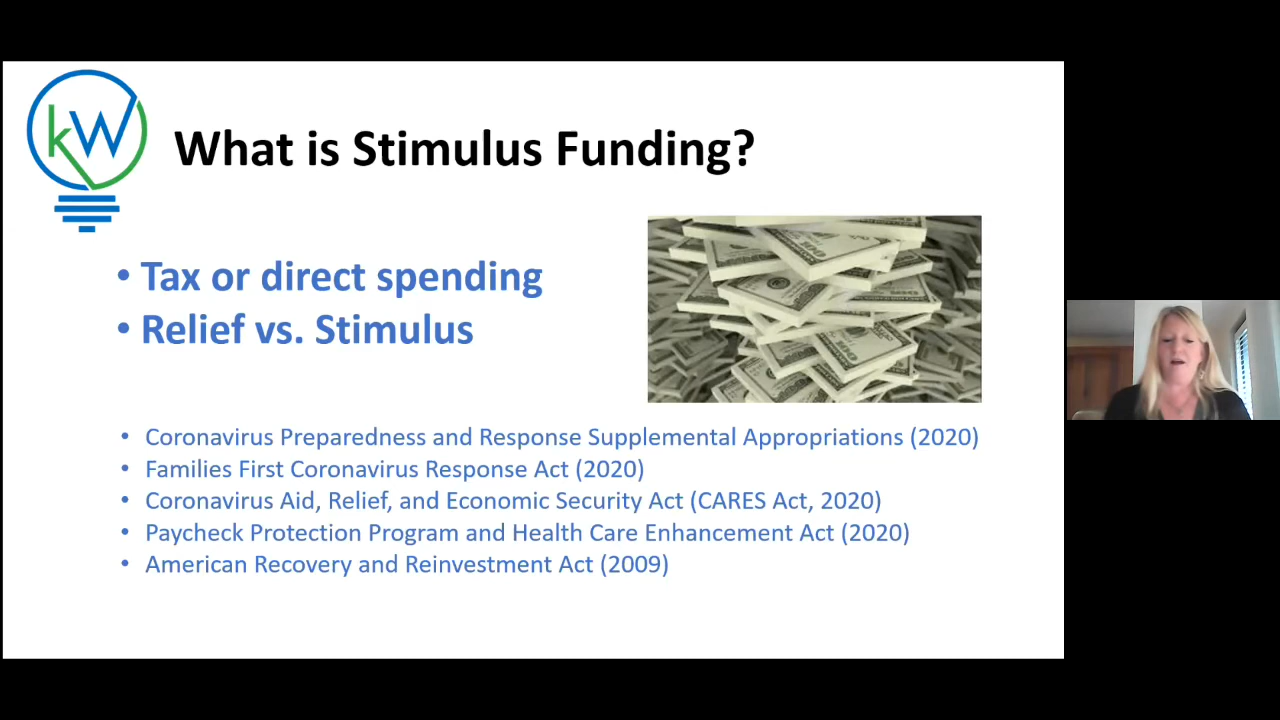 kW
What is Stimulus Funding?
• Tax or direct spending
• Relief vs. Stimulus
• Coronavirus Preparedness and Response Supplemental Appropriations (2020)
• Families First Coronavirus Response Act (2020)
• Coronavirus Aid, Relief, and Economic Security Act (CARES Act, 2020)
• Paycheck Protection Program and Health Care Enhancement Act (2020)
• American Recovery and Reinvestment Act (2009)